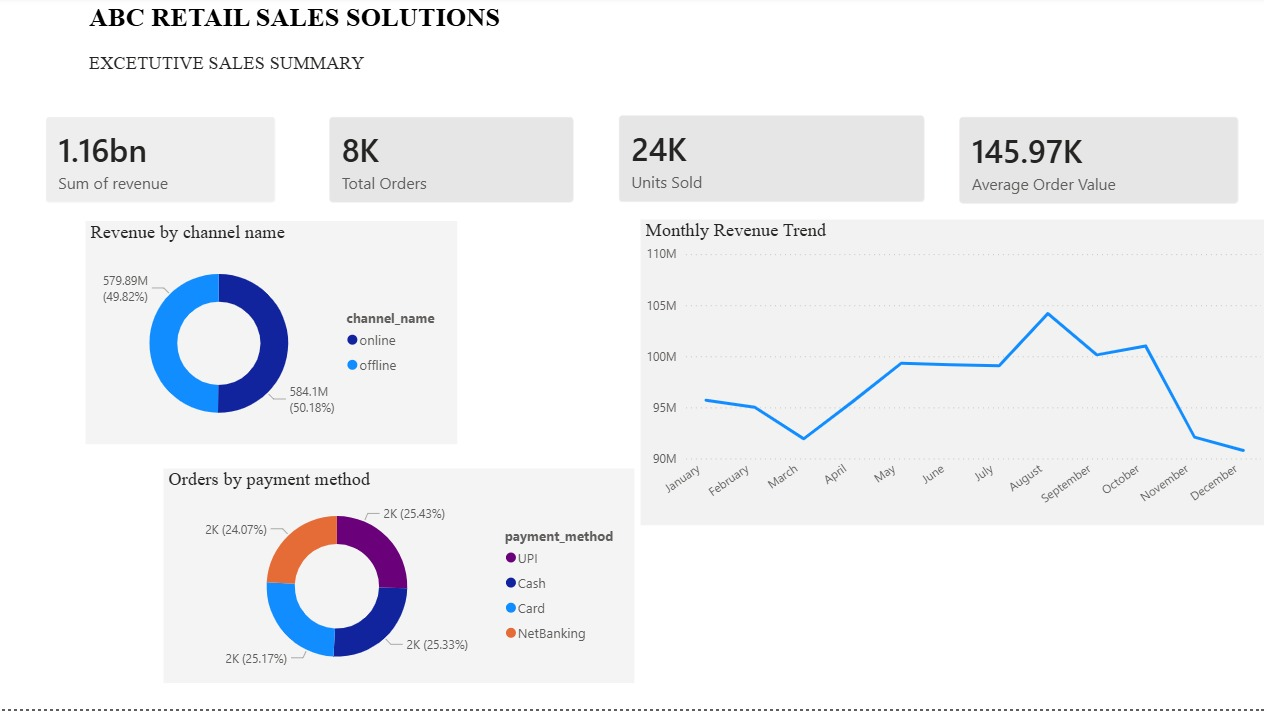 ABC RETAIL SALES SOLUTIONS
EXCETUTIVE SALES SUMMARY
1.16bn
Sum of revenue
8K
Total Orders
24K
Units Sold
145.97K
Average Order Value
Revenue by channel name
579.89M
(49.82%)
584.1M
(50.18%)
channel_name
online
offline
Monthly Revenue Trend
110M
105M
100M
95M
90M
January
February
March
April
May
June
July
August
September
October
November
December
Orders by payment method
2K (24.07%)
2K (25.43%)
2K (25.17%)
2K (25.33%)
payment_method
UPI
Cash
Card
NetBanking